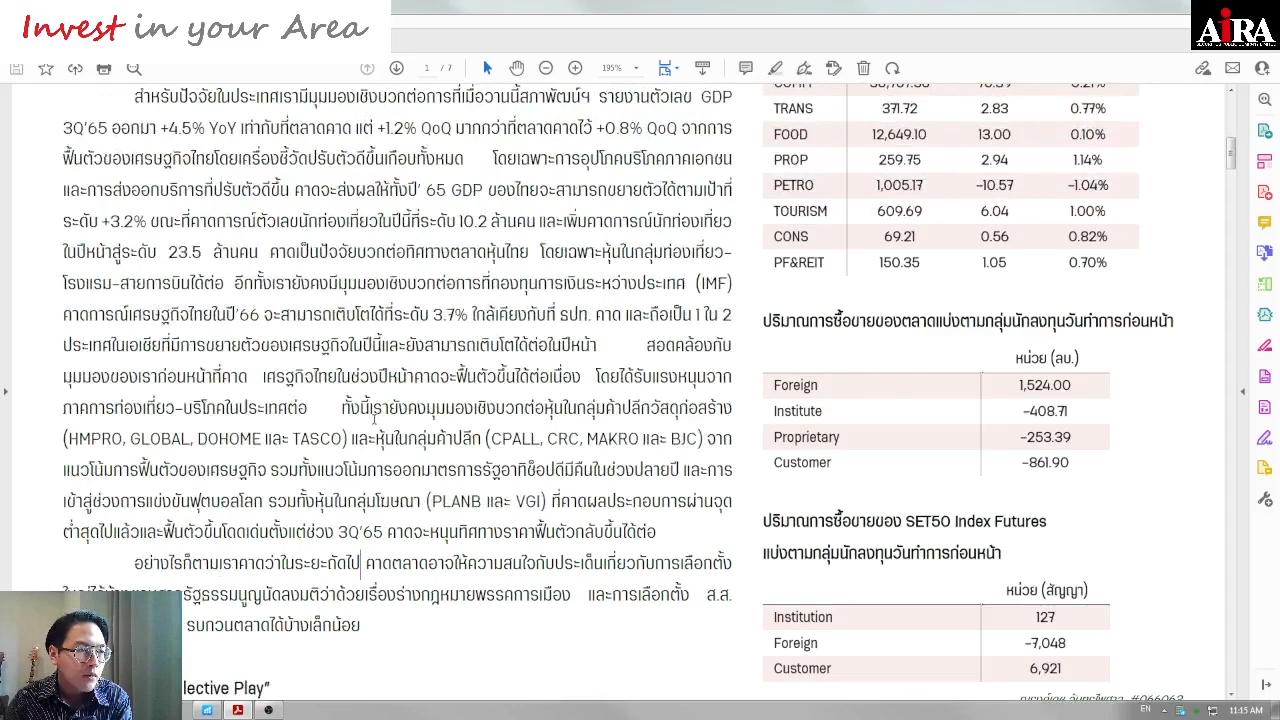 Invest in your Area
AiRA
1 / 7
195%
สำหรับปัจจัยในประเทศเรามีมุมมองเชิงบวกต่อการที่เมื่อวานนี้สภาพัฒน์ฯ รายงานตัวเลข GDP
3Q'65 ออกมา +4.5% YoY เท่ากับที่ตลาดคาด แต่ +1.2% QoQ มากกว่าที่ตลาดคาดไว้ +0.8% QoQ จากการ
ฟื้นตัวของเศรษฐกิจไทยโดยเครื่องชี้วัดปรับตัวดีขึ้นเกือบทั้งหมด โดยเฉพาะการอุปโภคบริโภคภาคเอกชน
และการส่งออกบริการที่ปรับตัวดีขึ้น คาดจะส่งผลให้ทั้งปี' 65 GDP ของไทยจะสามารถขยายตัวได้ตามเป้าที่
ระดับ +3.2% ขณะที่คาดการณ์ตัวเลขนักท่องเที่ยวในปีนี้ที่ระดับ 10.2 ล้านคน และเพิ่มคาดการณ์นักท่องเที่ยว
ในปีหน้าสู่ระดับ 23.5 ล้านคน คาดเป็นปัจจัยบวกต่อทิศทางตลาดหุ้นไทย โดยเฉพาะหุ้นในกลุ่มท่องเที่ยว-
โรงแรม-สายการบินได้ต่อ อีกทั้งเรายังคงมีมุมมองเชิงบวกต่อการที่กองทุนการเงินระหว่างประเทศ (IMF)
คาดการณ์เศรษฐกิจไทยในปี'66 จะสามารถเติบโตได้ที่ระดับ 3.7% ใกล้เคียงกับที่ ธปท. คาด และถือเป็น 1 ใน 2
ประเทศในเอเชียที่มีการขยายตัวของเศรษฐกิจในปีนี้และยังสามารถเติบโตได้ต่อในปีหน้า สอดคล้องกับ
มุมมองของเราก่อนหน้าที่คาด เศรฐกิจไทยในช่วงปีหน้าคาดจะฟื้นตัวขึ้นได้ต่อเนื่อง โดยได้รับแรงหนุนจาก
ภาคการท่องเที่ยว-บริโภคในประเทศต่อ ทั้งนี้เรายังคงมุมมองเชิงบวกต่อหุ้นในกลุ่มค้าปลีกวัสดุก่อสร้าง
(HMPRO, GLOBAL, DOHOME และ TASCO) และหุ้นในกลุ่มค้าปลีก (CPALL, CRC, MAKRO และ BJC) จาก
แนวโน้มการฟื้นตัวของเศรษฐกิจ รวมทั้งแนวโน้มการออกมาตรการรัฐอาทิช็อปดีมีคืนในช่วงปลายปี และการ
เข้าสู่ช่วงการแข่งขันฟุตบอลโลก รวมทั้งหุ้นในกลุ่มโฆษณา (PLANB และ VGI) ที่คาดผลประกอบการผ่านจุด
ต่ำสุดไปแล้วและฟื้นตัวขึ้นโดดเด่นตั้งแต่ช่วง 3Q'65 คาดจะหนุนทิศทางราคาฟื้นตัวกลับขึ้นได้ต่อ
อย่างไรก็ตามเราคาดว่าในระยะถัดไป คาดตลาดอาจให้ความสนใจกับประเด็นเกี่ยวกับการเลือกตั้ง
รัฐธรรมนูญนัดลงมติว่าด้วยเรื่องร่างกฎหมายพรรคการเมือง และการเลือกตั้ง ส.ส.
รบกวนตลาดได้บ้างเล็กน้อย
lective Play"
TRANS 371.72 2.83 0.77%
FOOD 12,649.10 13.00 0.10%
PROP 259.75 2.94 1.14%
PETRO 1,005.17 -10.57 -1.04%
TOURISM 609.69 6.04 1.00%
CONS 69.21 0.56 0.82%
PF&REIT 150.35 1.05 0.70%
ปริมาณการซื้อขายของตลาดแบ่งตามกลุ่มนักลงทุนวันทำการก่อนหน้า
หน่วย (ลบ.)
Foreign 1,524.00
Institute -408.71
Proprietary -253.39
Customer -861.90
ปริมาณการซื้อขายของ SET50 Index Futures
แบ่งตามกลุ่มนักลงทุนวันทำการก่อนหน้า
หน่วย (สัญญา)
Institution 127
Foreign -7,048
Customer 6,921
EN
11:15 AM